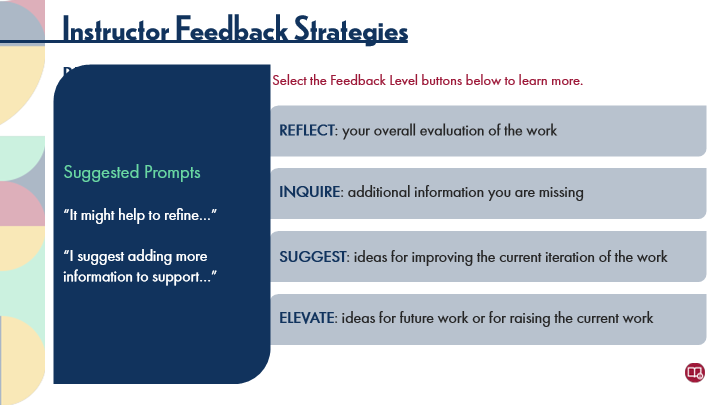 Instructor Feedback Strategies
Select the Feedback Level buttons below to learn more.
Suggested Prompts
“It might help to refine...”
“I suggest adding more
information to support...”
REFLECT: your overall evaluation of the work
INQUIRE: additional information you are missing
SUGGEST: ideas for improving the current iteration of the work
ELEVATE: ideas for future work or for raising the current work